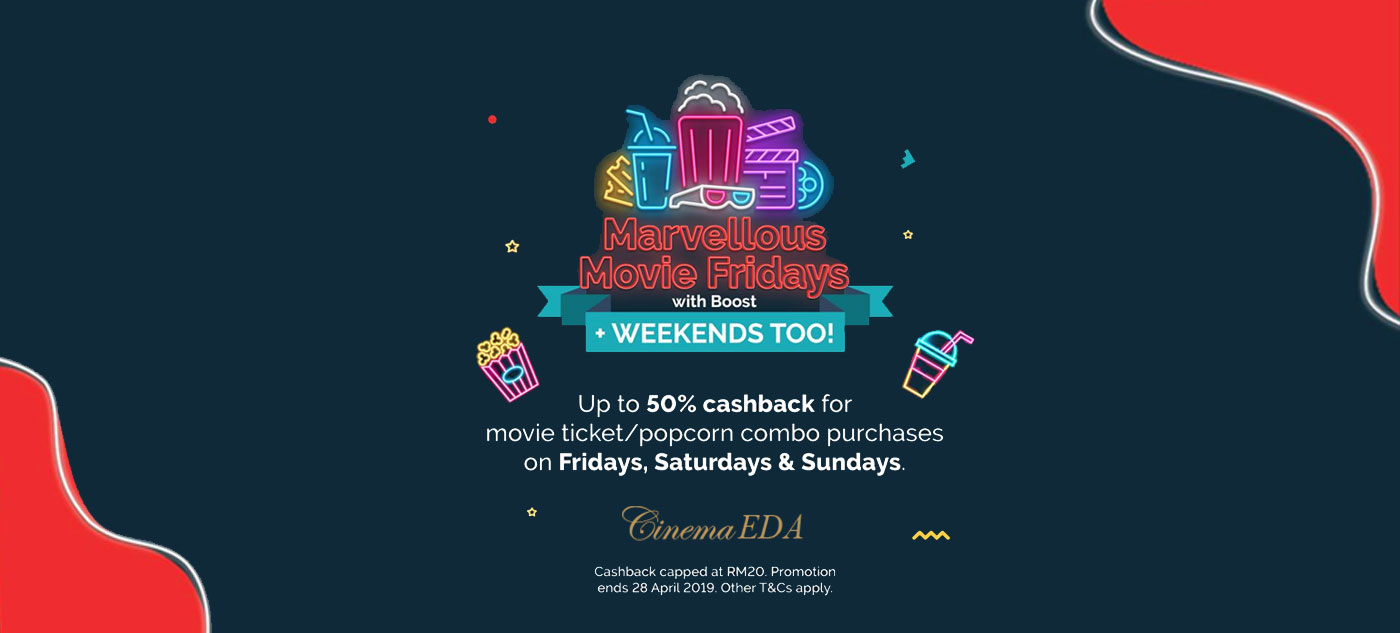 Marvellous
Movie Fridays
with Boost
+ WEEKENDS TOO!
Up to 50% cashback for
movie ticket/popcorn combo purchases
on Fridays, Saturdays & Sundays.
Cinema EDA
Cashback capped at RM20. Promotion
ends 28 April 2019. Other T&Cs apply.